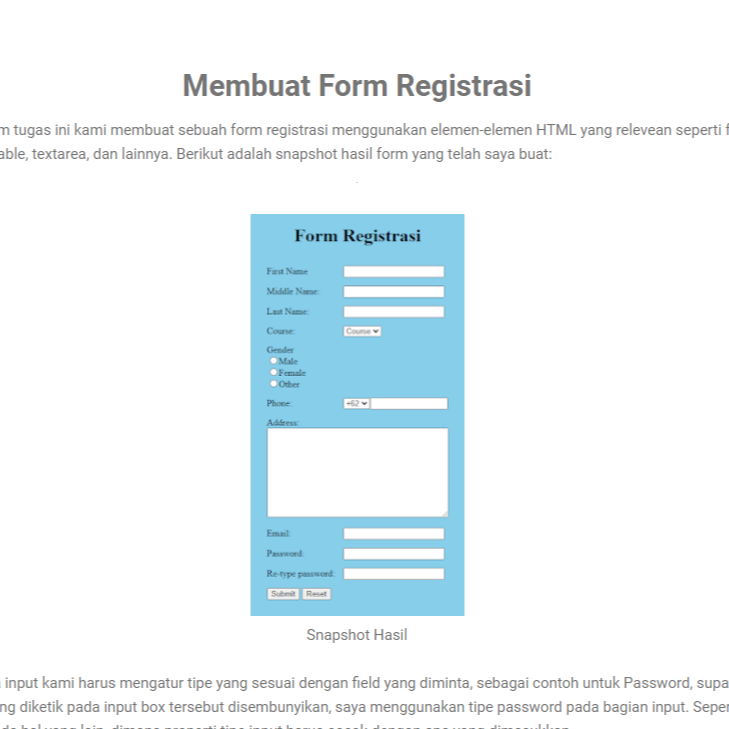 Membuat Form Registrasi
tugas ini kami membuat sebuah form registrasi menggunakan elemen-elemen HTML yang relevean seperti
textarea, dan lainnya. Berikut adalah snapshot hasil form yang telah saya buat:
Form Registrasi
First Name
Middle Name:
Last Name:
Course: Course
Gender
Male
Female
Other
Phone: +62
Address:
Email:
Password:
Re-type password:
Submit Reset
Snapshot Hasil
input kami harus mengatur tipe yang sesuai dengan field yang diminta, sebagai contoh untuk Password,
diketik pada input box tersebut disembunyikan, saya menggunakan tipe password pada bagian input.